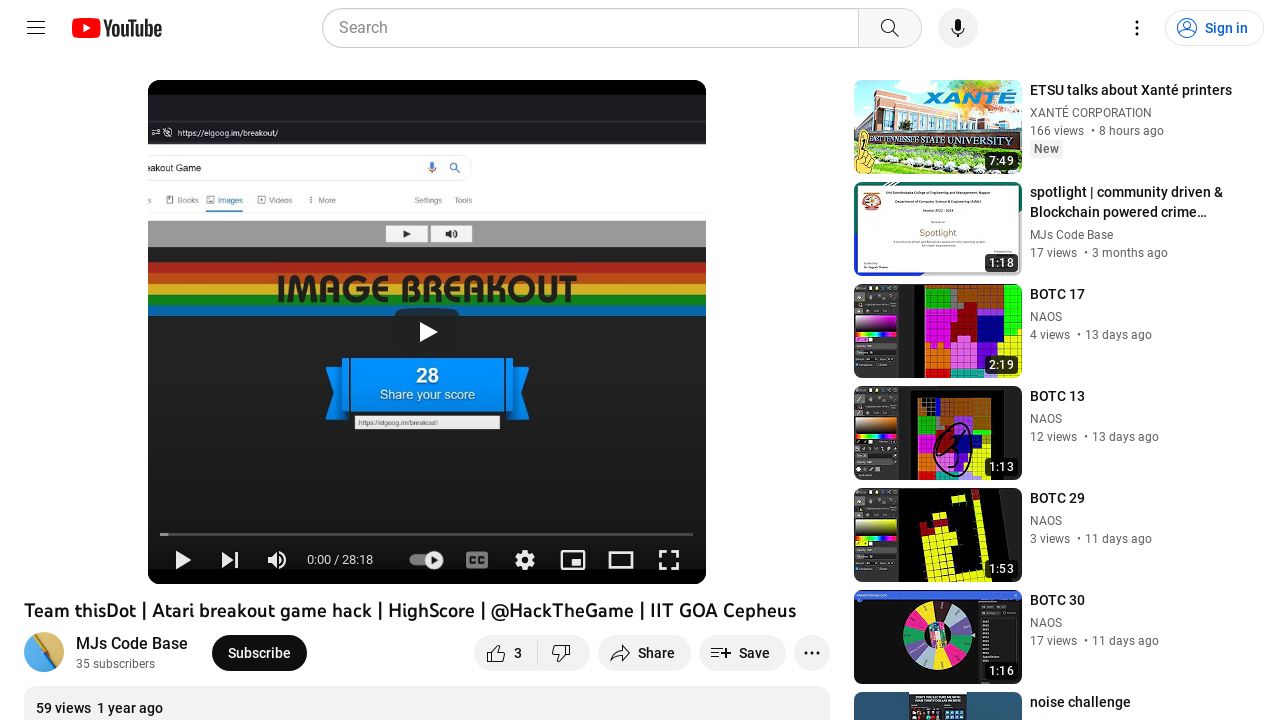 YouTube
Search
Sign in
https://elgoog.im/breakout/
eakout Game
Books
Images
Videos
More
Settings
Tools
IMAGE BREAKOUT
28
Share your score
https://elgoog.im/breakout/
0:00 / 28:18
CC
Team thisDot | Atari breakout game hack | HighScore | @HackTheGame | IIT GOA Cepheus
MJs Code Base
35 subscribers
Subscribe
3
Share
Save
59 views 1 year ago
XANTÉ
EAST TENNESSEE STATE UNIVERSITY
7:49
ETSU talks about Xanté printers
XANTÉ CORPORATION
166 views • 8 hours ago
New
Spotlight
1:18
spotlight | community driven &
Blockchain powered crime…
MJs Code Base
17 views • 3 months ago
2:19
BOTC 17
NAOS
4 views • 13 days ago
1:13
BOTC 13
NAOS
12 views • 13 days ago
1:53
BOTC 29
NAOS
3 views • 11 days ago
1:16
BOTC 30
NAOS
17 views • 11 days ago
noise challenge